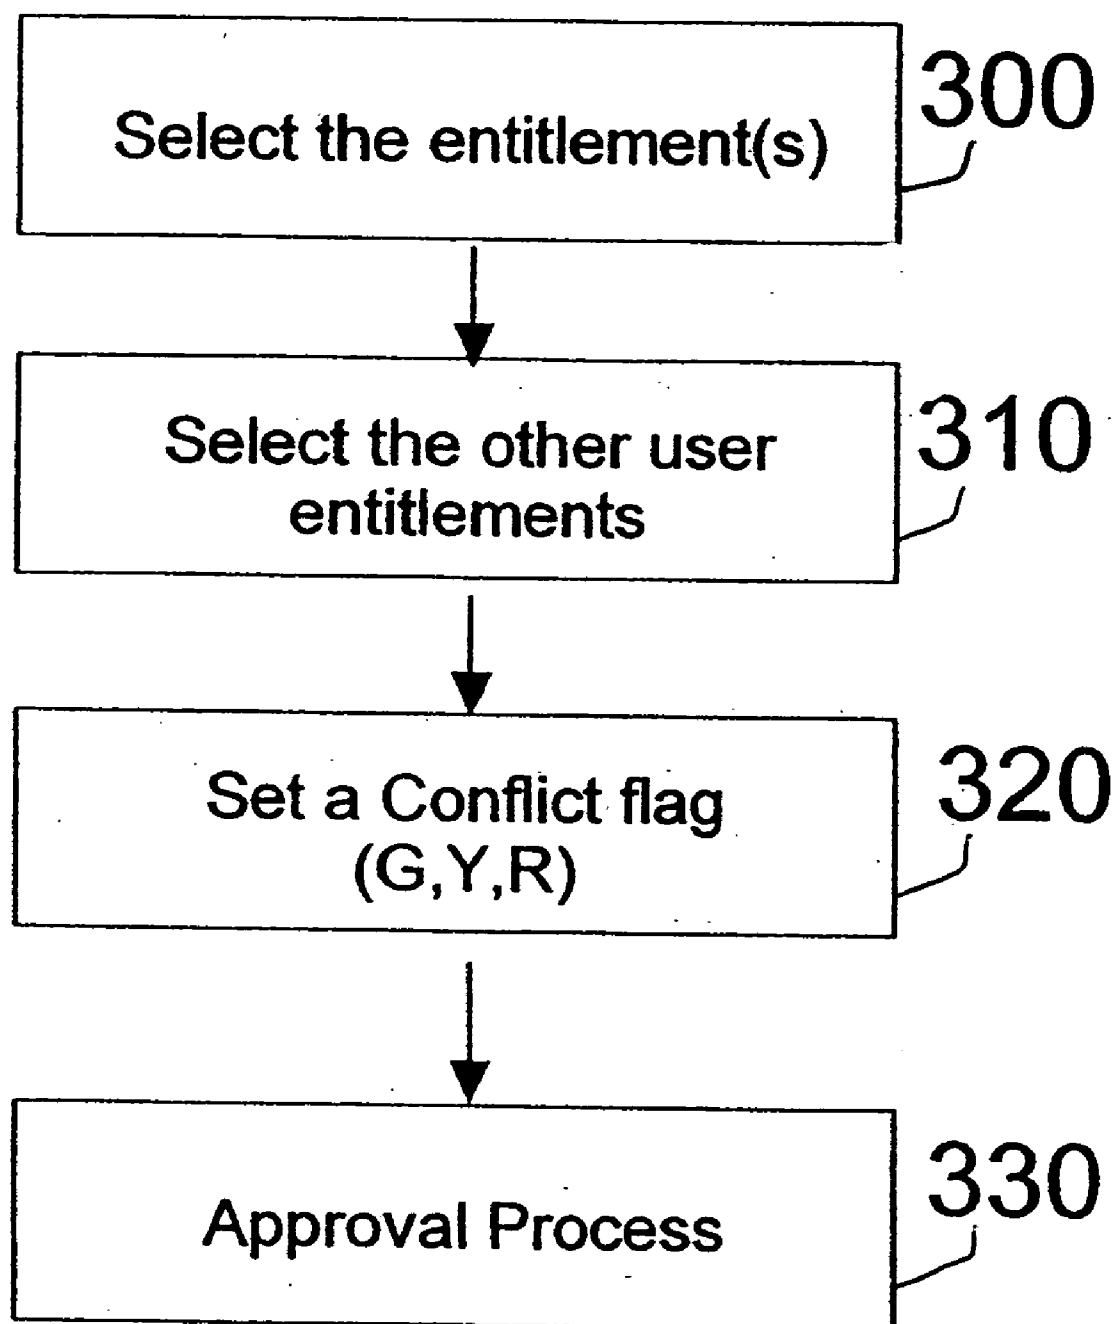 Select the entitlement(s)
300
Select the other user
entitlements
310
Set a Conflict flag
(G,Y,R)
320
Approval Process
330